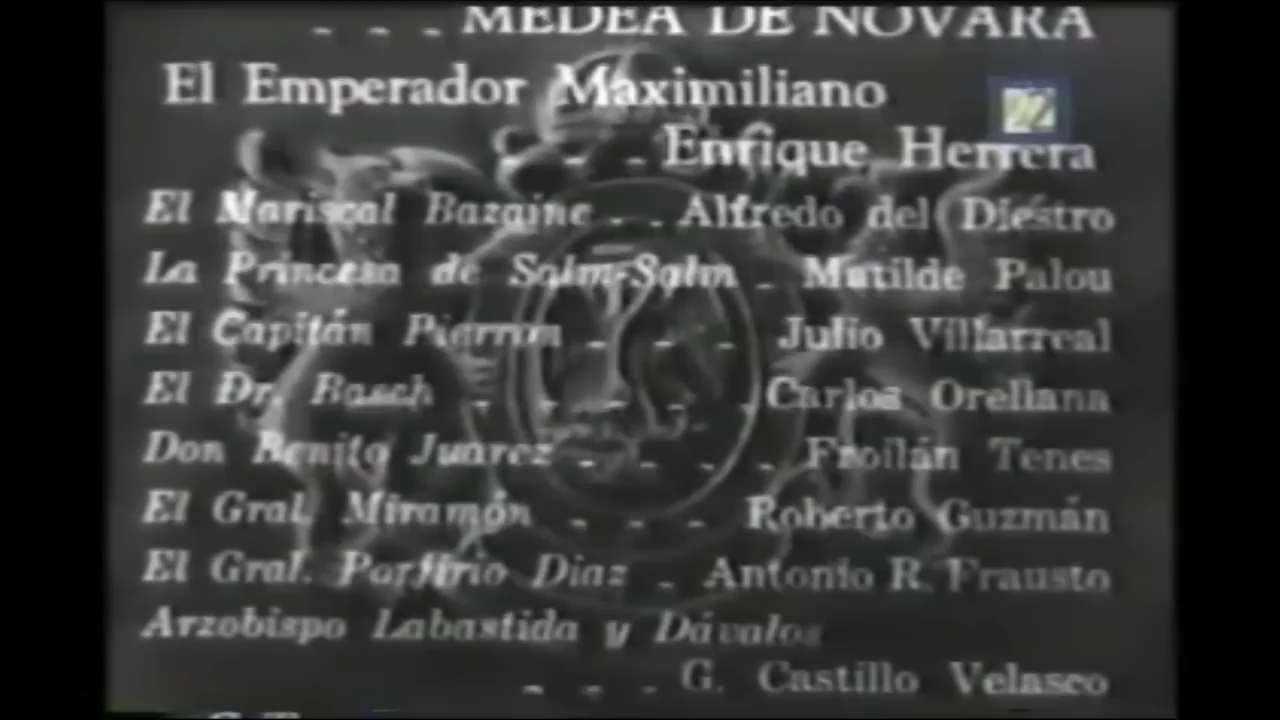 - - - MEDEA DE NOVARA
El Emperador Maximiliano
- - - Enrique Herrera
El Mariscal Bazaine - - Alfredo del Diestro
La Princesa de Salm-Salm - Matilde Palou
El Capitán Pierron - - - Julio Villarreal
El Dr. Basch - - - - - Carlos Orellana
Don Benito Juarez - - - - Froilán Tenes
El Gral. Miramón - - - Roberto Guzmán
El Gral. Porfirio Diaz - Antonio R. Frausto
Arzobispo Labastida y Dávalos
- - - G. Castillo Velasco